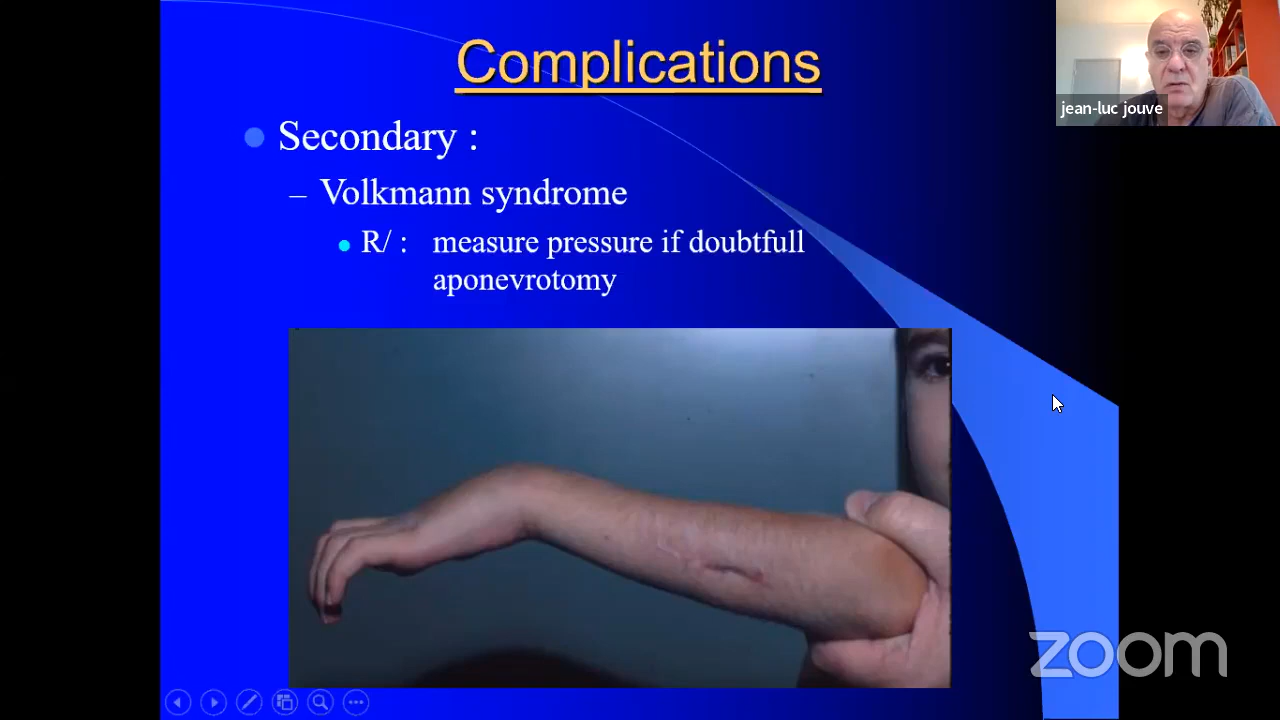 Complications
jean-luc jouve
Secondary :
– Volkmann syndrome
R/ : measure pressure if doubtfull
aponevrotomy
zoom